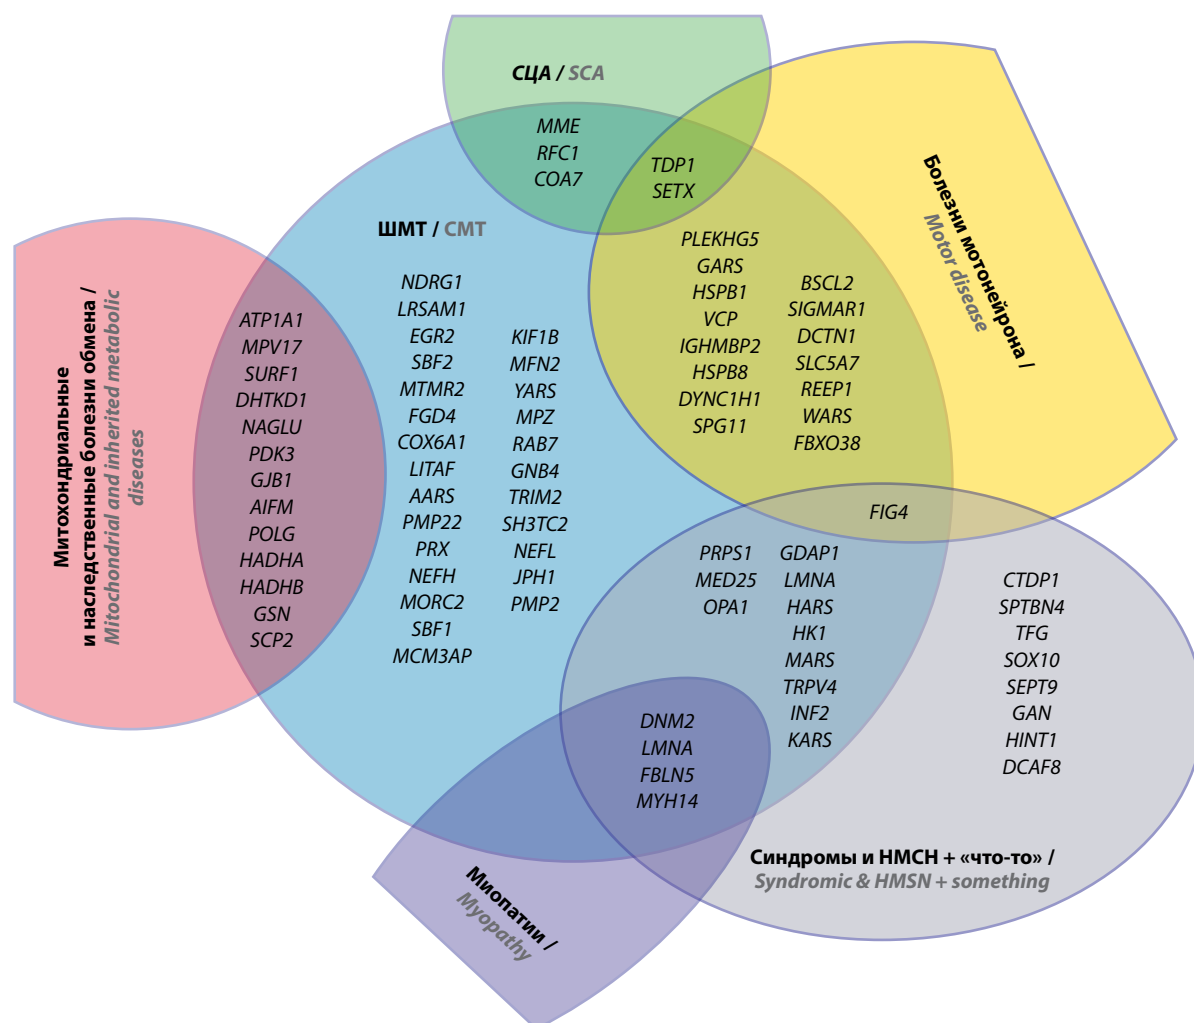 СЦА / SCA
MME
RFC1
COA7
TDP1
SETX
Болезни мотонейрона /
Motor disease
ШМТ / CMT
PLEKHG5
GARS
HSPB1
VCP
IGHMBP2
HSPB8
DYNC1H1
SPG11
BSCL2
SIGMAR1
DCTN1
SLC5A7
REEP1
WARS
FBXO38
Митохондриальные
и наследственные болезни обмена /
Mitochondrial and inherited metabolic
diseases
ATP1A1
MPV17
SURF1
DHTKD1
NAGLU
PDK3
GJB1
AIFM
POLG
HADHA
HADHB
GSN
SCP2
NDRG1
LRSAM1
EGR2
SBF2
MTMR2
FGD4
COX6A1
LITAF
AARS
PMP22
PRX
NEFH
MORC2
SBF1
MCM3AP
KIF1B
MFN2
YARS
MPZ
RAB7
GNB4
TRIM2
SH3TC2
NEFL
JPH1
PMP2
FIG4
PRPS1
MED25
OPA1
GDAP1
LMNA
HARS
HK1
MARS
TRPV4
INF2
KARS
CTDP1
SPTBN4
TFG
SOX10
SEPT9
GAN
HINT1
DCAF8
DNM2
LMNA
FBLN5
MYH14
Синдромы и НМСН + «что-то» /
Syndromic & HMSN + something
Миопатии /
Myopathy